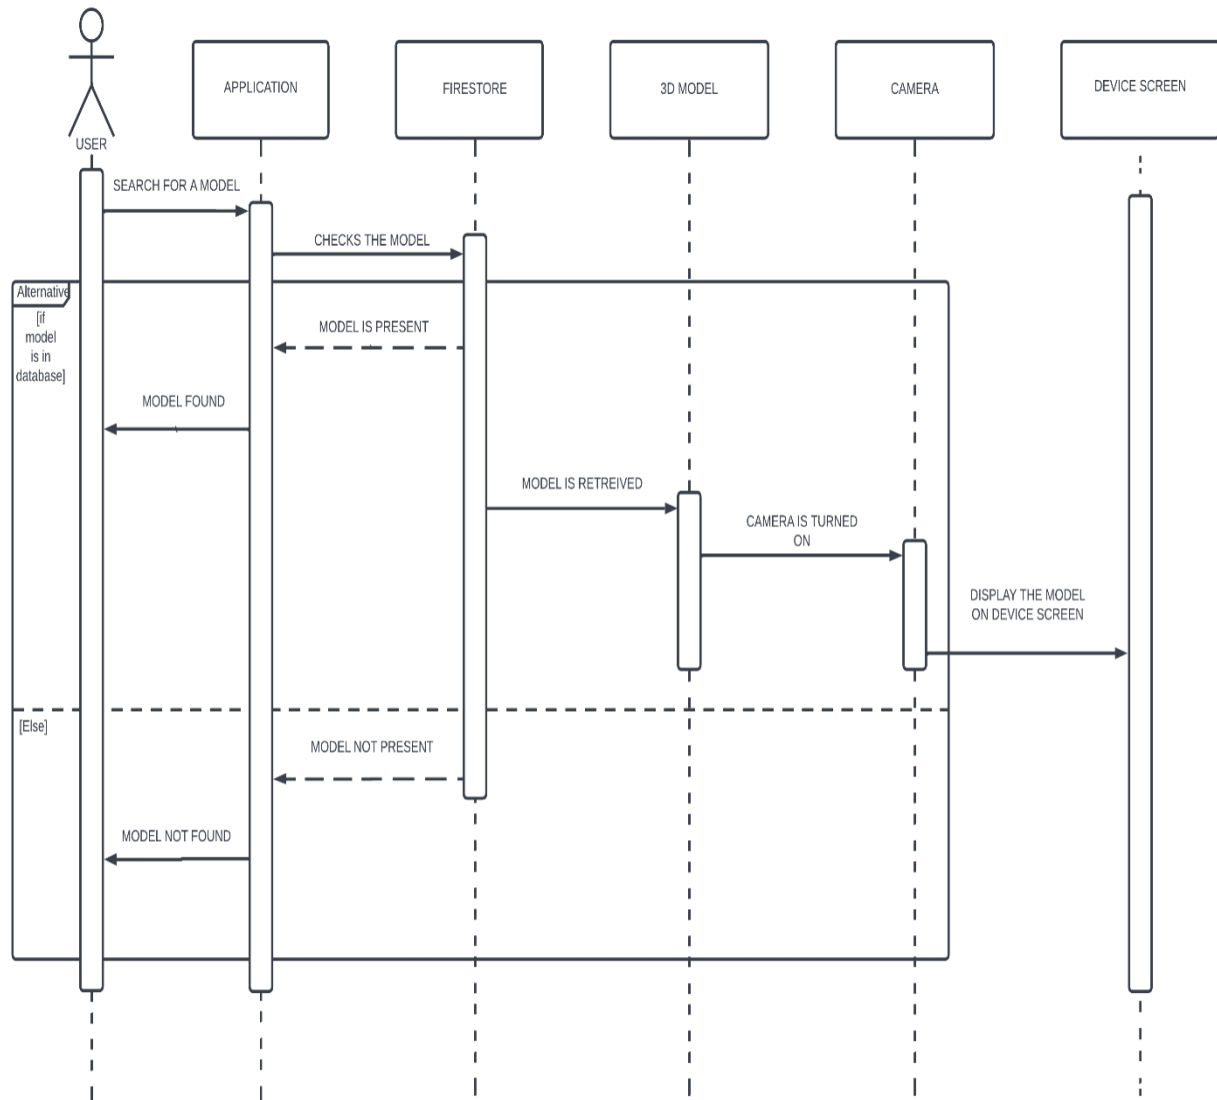 USER
APPLICATION
FIRESTORE
3D MODEL
CAMERA
DEVICE SCREEN
SEARCH FOR A MODEL
CHECKS THE MODEL
Alternative
[if
model
is in
database]
MODEL IS PRESENT
MODEL FOUND
MODEL IS RETREIVED
CAMERA IS TURNED
ON
DISPLAY THE MODEL
ON DEVICE SCREEN
[Else]
MODEL NOT PRESENT
MODEL NOT FOUND